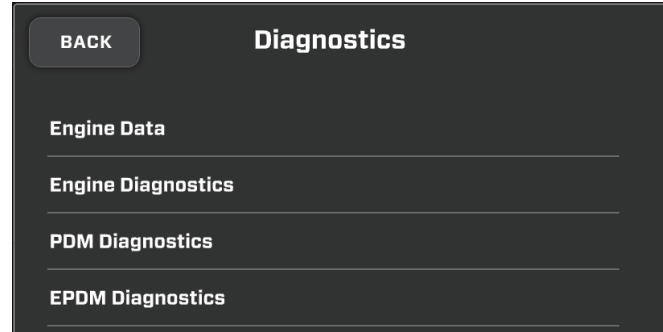 BACK
Diagnostics
Engine Data
Engine Diagnostics
PDM Diagnostics
EPDM Diagnostics